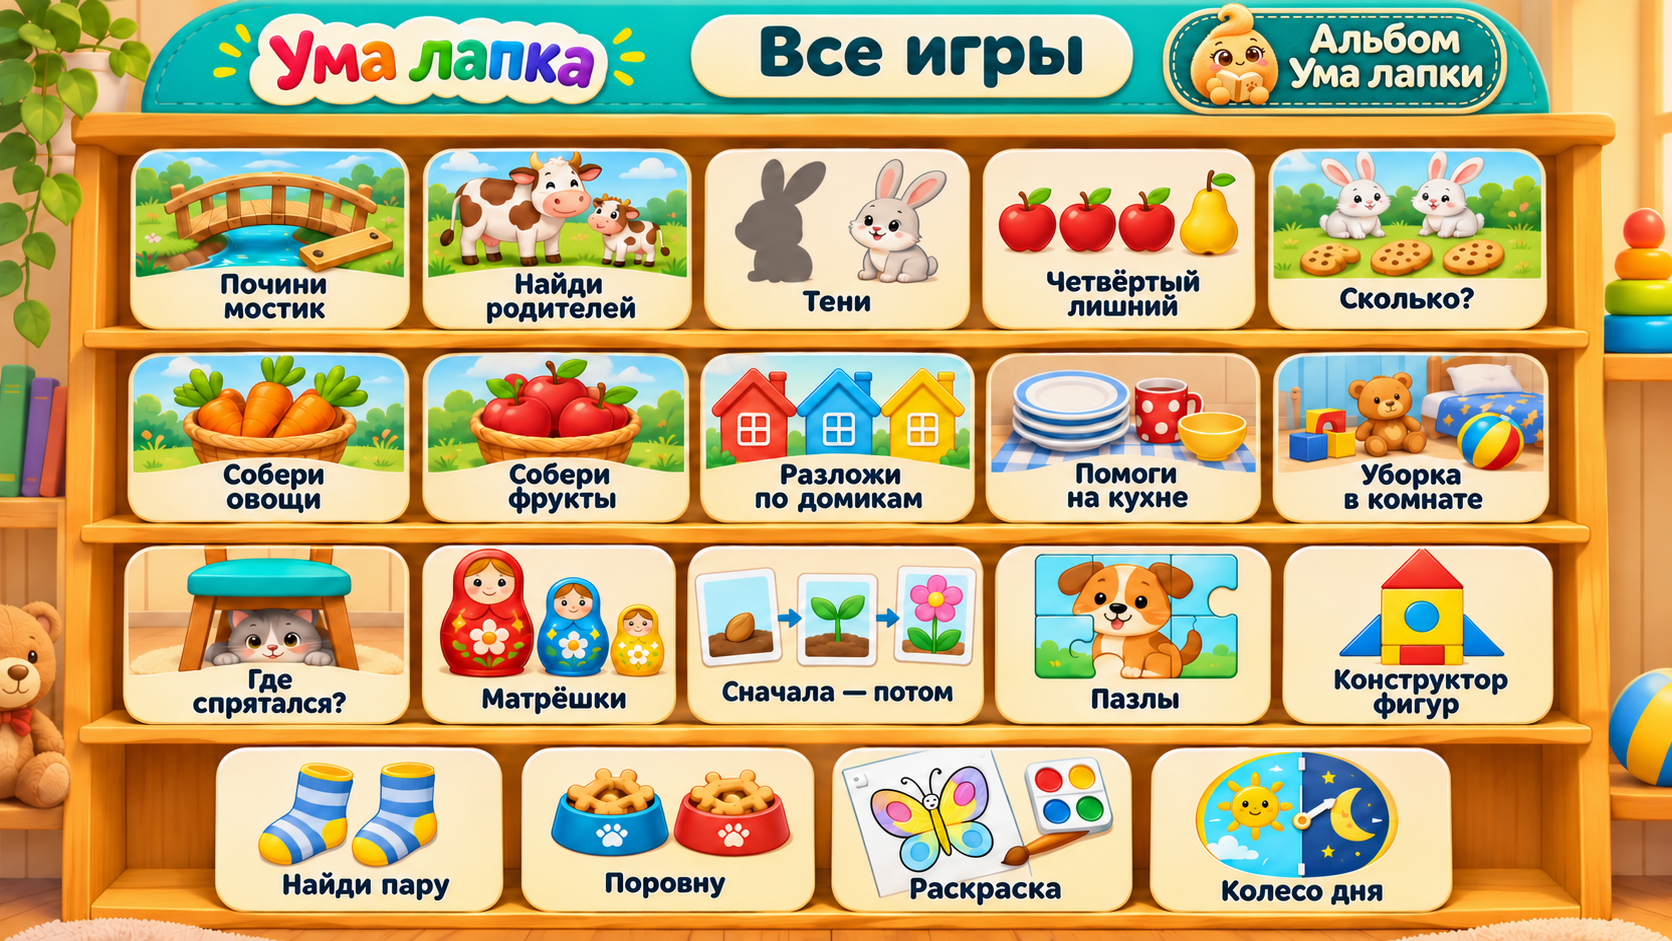 Ума лапка
Все игры
Альбом
Ума лапки
Почини
мостик
Найди
родителей
Тени
Четвёртый
лишний
Сколько?
Собери
овощи
Собери
фрукты
Разложи
по домикам
Помоги
на кухне
Уборка
в комнате
Где
спрятался?
Матрёшки
Сначала — потом
Пазлы
Конструктор
фигур
Найди пару
Поровну
Раскраска
Колесо дня